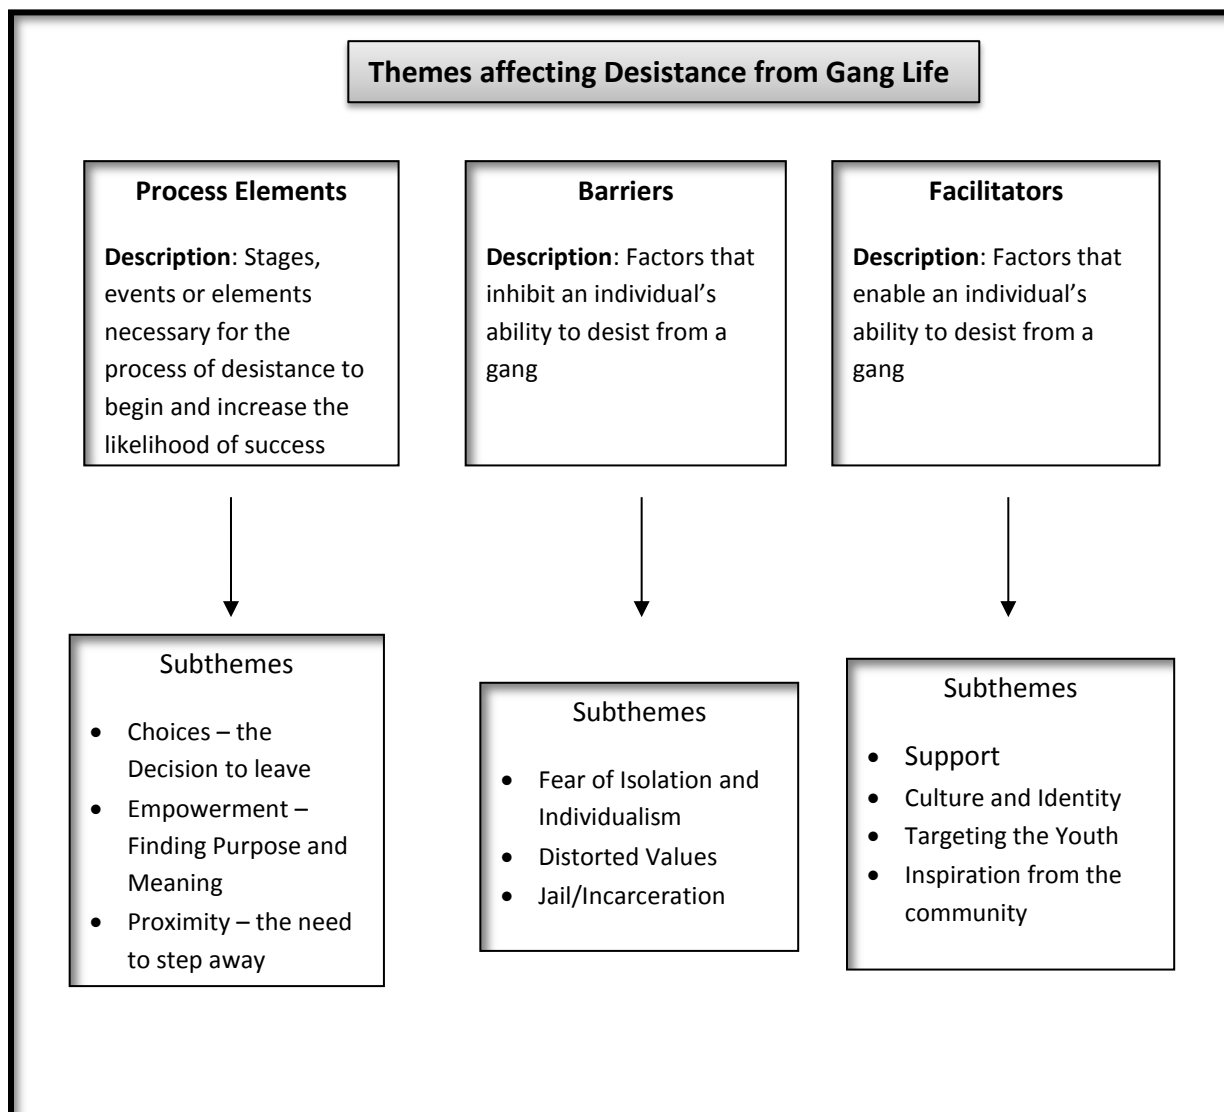 Themes affecting Desistance from Gang Life
Process Elements
Description: Stages,
events or elements
necessary for the
process of desistance to
begin and increase the
likelihood of success
Barriers
Description: Factors that
inhibit an individual’s
ability to desist from a
gang
Facilitators
Description: Factors that
enable an individual’s
ability to desist from a
gang
Subthemes
• Choices – the
Decision to leave
• Empowerment –
Finding Purpose and
Meaning
• Proximity – the need
to step away
Subthemes
• Fear of Isolation and
Individualism
• Distorted Values
• Jail/Incarceration
Subthemes
• Support
• Culture and Identity
• Targeting the Youth
• Inspiration from the
community